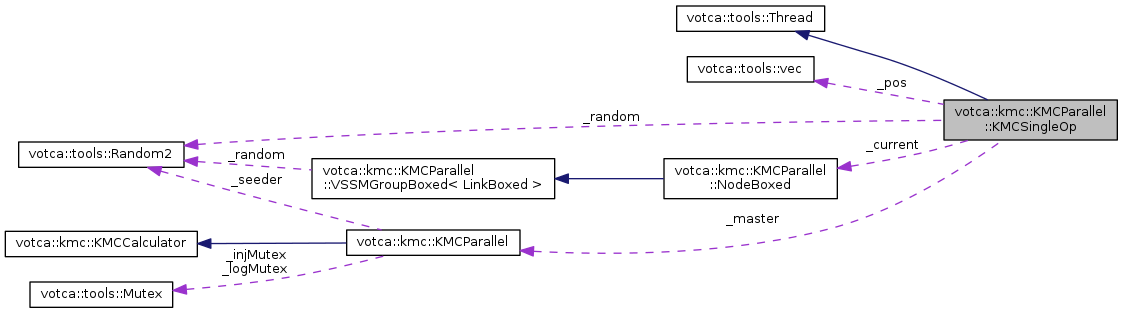 votca::tools::Thread
votca::tools::vec
_pos
votca::kmc::KMCParallel
::KMCSingleOp
_random
_current
votca::tools::Random2
_random
_seeder
votca::kmc::KMCParallel
::VSSMGroupBoxed< LinkBoxed >
votca::kmc::KMCParallel
::NodeBoxed
_master
votca::kmc::KMCCalculator
votca::kmc::KMCParallel
_injMutex
_logMutex
votca::tools::Mutex